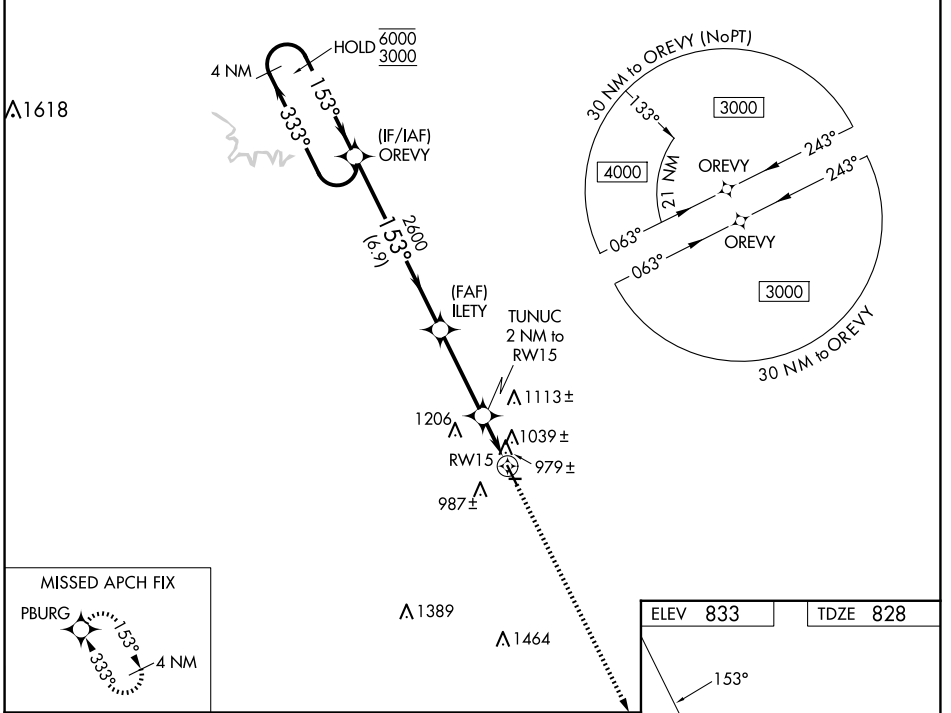 HOLD 6000
3000
4 NM
153°
333°
1618
(IF/IAF)
OREVY
2600
153°
(6.9)
(FAF)
ILETY
TUNUC
2 NM to
RW15
1113 ±
1206
1039 ±
RW15
979 ±
987 ±
1389
1464
30 NM to OREVY (NoPT)
133°
3000
4000
21 NM
OREVY
243°
063°
243°
063°
OREVY
3000
30 NM to OREVY
MISSED APCH FIX
PBURG
153°
333°
4 NM
ELEV 833
TDZE 828
153°